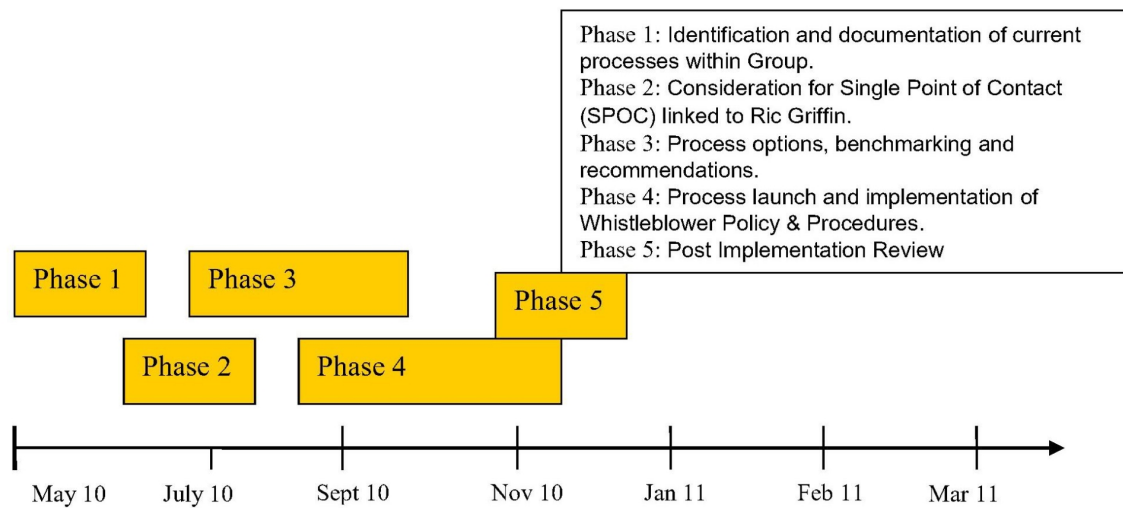 Phase 1: Identification and documentation of current
processes within Group.
Phase 2: Consideration for Single Point of Contact
(SPOC) linked to Ric Griffin.
Phase 3: Process options, benchmarking and
recommendations.
Phase 4: Process launch and implementation of
Whistleblower Policy & Procedures.
Phase 5: Post Implementation Review
Phase 1
Phase 3
Phase 5
Phase 2
Phase 4
May 10
July 10
Sept 10
Nov 10
Jan 11
Feb 11
Mar 11